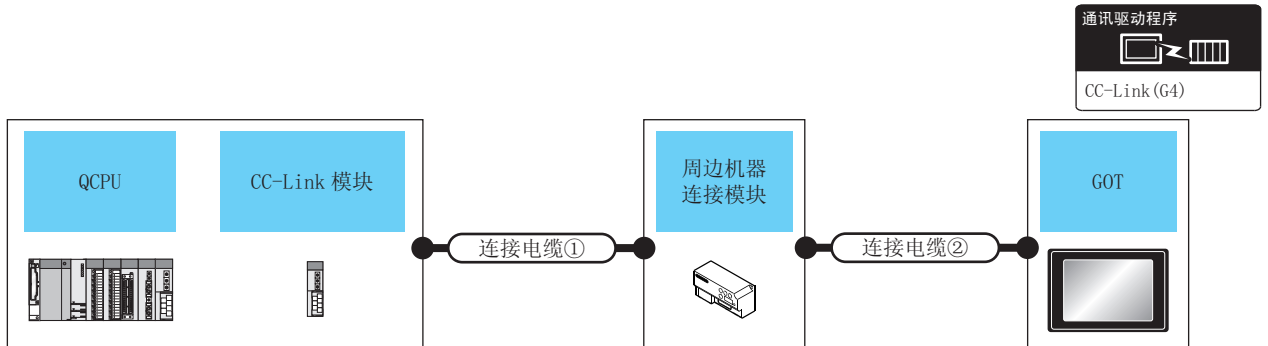 通讯驱动程序
CC-Link(G4)
QCPU
CC-Link 模块
周边机器
连接模块
GOT
连接电缆①
连接电缆②